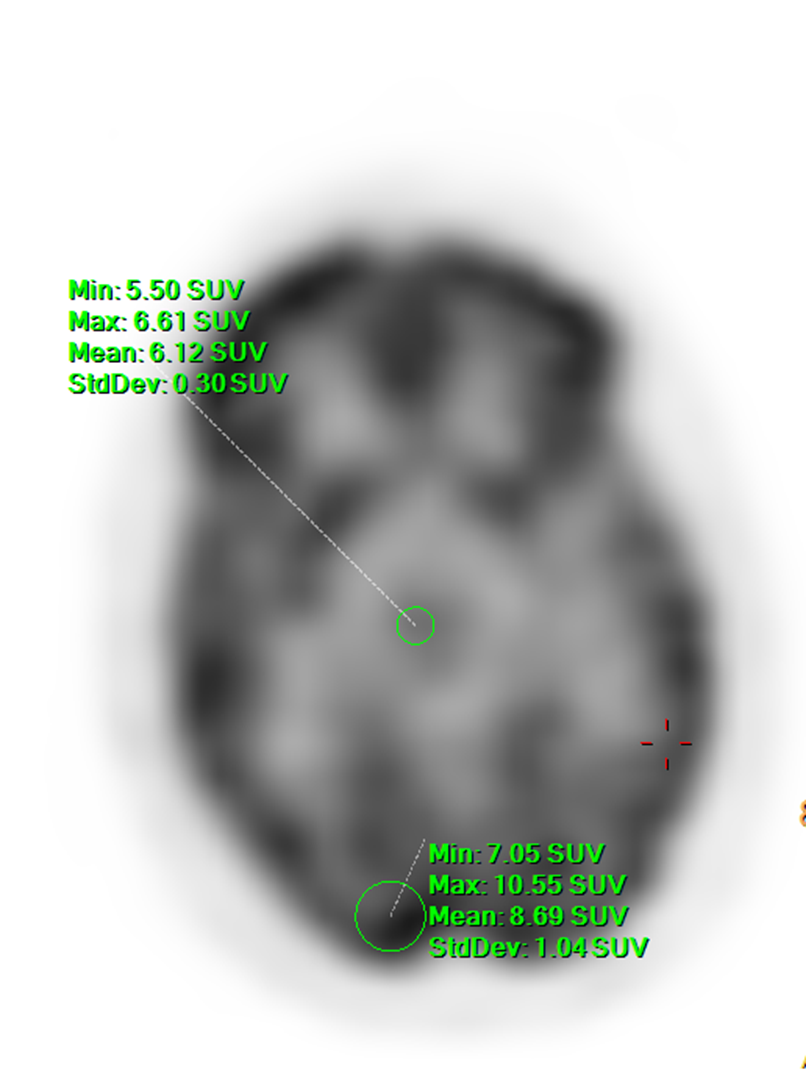 Min: 5.50 SUV
Max: 6.61 SUV
Mean: 6.12 SUV
StdDev: 0.30 SUV
Min: 7.05 SUV
Max: 10.55 SUV
Mean: 8.69 SUV
StdDev: 1.04 SUV